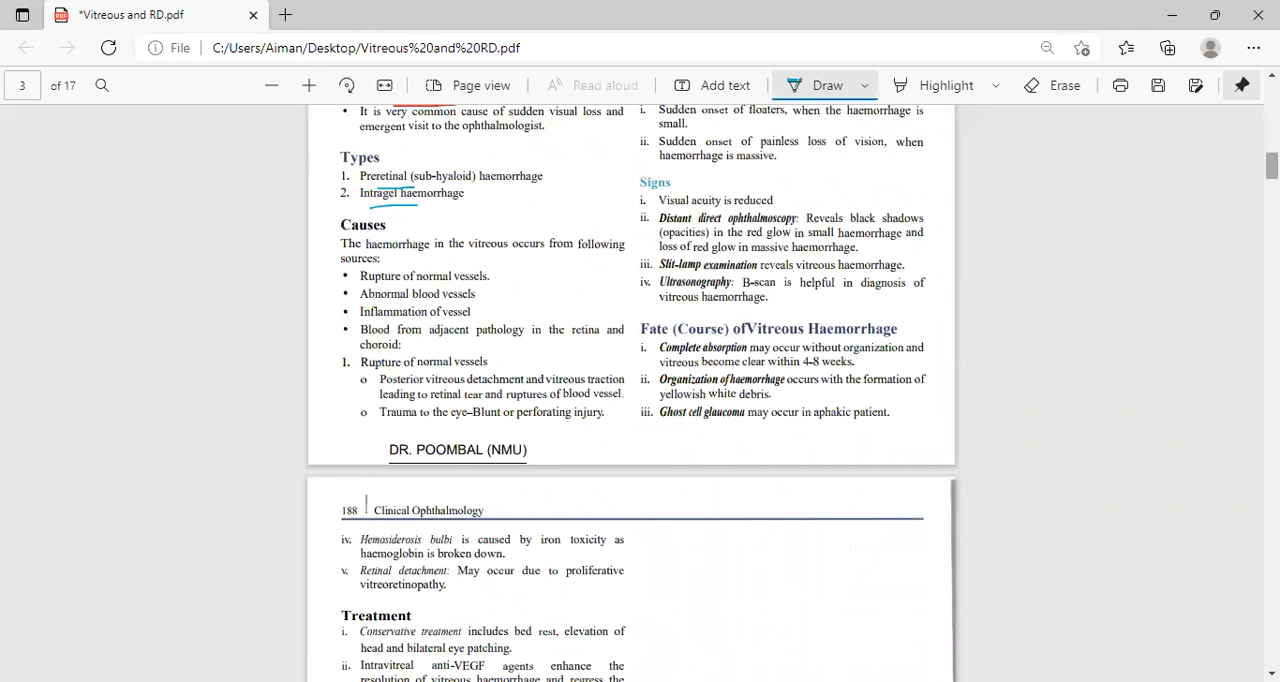 *Vitreous and RD.pdf
File
C:/Users/Aiman/Desktop/Vitreous%20and%20RD.pdf
3
of 17
Page view
Read aloud
Add text
Draw
Highlight
Erase
• It is very common cause of sudden visual loss and
emergent visit to the ophthalmologist.
Types
1. Preretinal (sub-hyaloid) haemorrhage
2. Intragel haemorrhage
Causes
The haemorrhage in the vitreous occurs from following
sources:
• Rupture of normal vessels.
• Abnormal blood vessels
• Inflammation of vessel
• Blood from adjacent pathology in the retina and
choroid:
1. Rupture of normal vessels
o Posterior vitreous detachment and vitreous traction
leading to retinal tear and ruptures of blood vessel.
o Trauma to the eye–Blunt or perforating injury.
DR. POOMBAL (NMU)
i. Sudden onset of floaters, when the haemorrhage is
small.
ii. Sudden onset of painless loss of vision, when
haemorrhage is massive.
Signs
i. Visual acuity is reduced
ii. Distant direct ophthalmoscopy: Reveals black shadows
(opacities) in the red glow in small haemorrhage and
loss of red glow in massive haemorrhage.
iii. Slit-lamp examination reveals vitreous haemorrhage.
iv. Ultrasonography: B-scan is helpful in diagnosis of
vitreous haemorrhage.
Fate (Course) ofVitreous Haemorrhage
i. Complete absorption may occur without organization and
vitreous become clear within 4-8 weeks.
ii. Organization of haemorrhage occurs with the formation of
yellowish white debris.
iii. Ghost cell glaucoma may occur in aphakic patient.
188 Clinical Ophthalmology
iv. Hemosiderosis bulbi is caused by iron toxicity as
haemoglobin is broken down.
v. Retinal detachment: May occur due to proliferative
vitreoretinopathy.
Treatment
i. Conservative treatment includes bed rest, elevation of
head and bilateral eye patching.
ii. Intravitreal anti-VEGF agents enhance the
resolution of vitreous haemorrhage and regress the